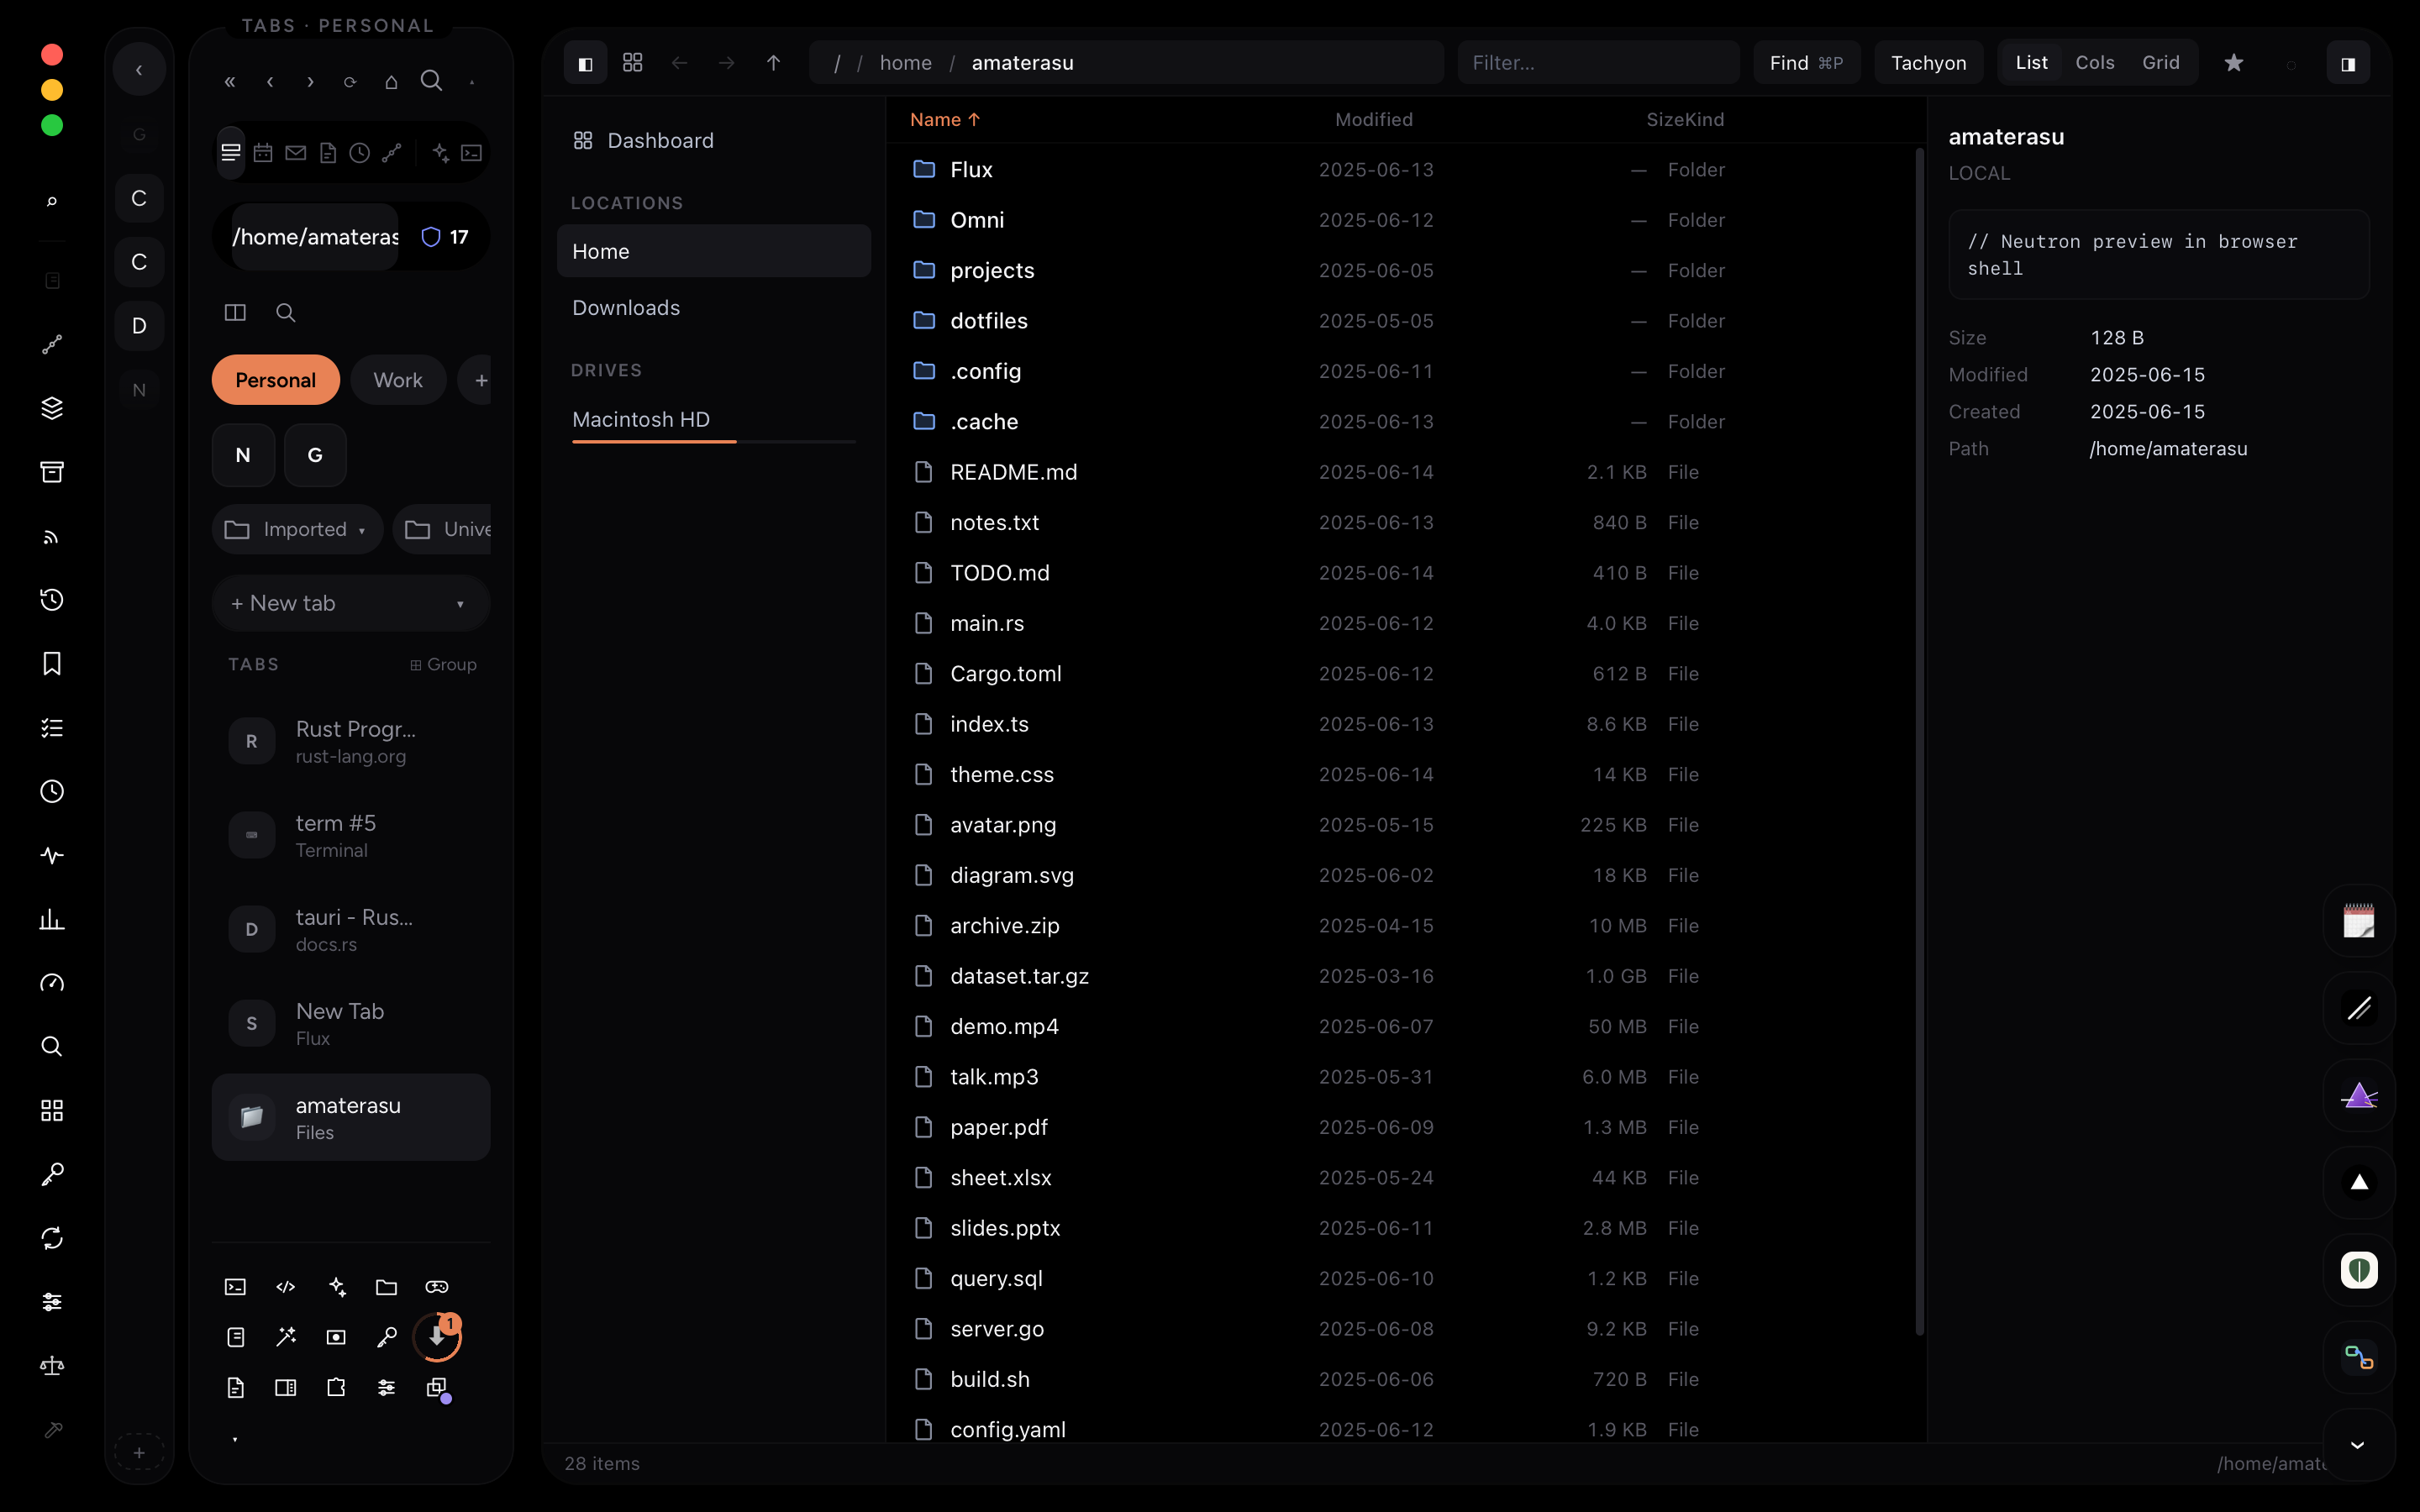 TABS · PERSONAL
/home/amateras
17
Personal
Work
+
N
G
Imported
Unive
+ New tab
TABS
Group
R
Rust Progr...
rust-lang.org
term #5
Terminal
D
tauri - Rus...
docs.rs
S
New Tab
Flux
amaterasu
Files
1
G
C
C
D
N
+
/ / home / amaterasu
Filter...
Find ⌘P
Tachyon
List
Cols
Grid
Dashboard
LOCATIONS
Home
Downloads
DRIVES
Macintosh HD
Name ↑ Modified Size Kind
Flux 2025-06-13 — Folder
Omni 2025-06-12 — Folder
projects 2025-06-05 — Folder
dotfiles 2025-05-05 — Folder
.config 2025-06-11 — Folder
.cache 2025-06-13 — Folder
README.md 2025-06-14 2.1 KB File
notes.txt 2025-06-13 840 B File
TODO.md 2025-06-14 410 B File
main.rs 2025-06-12 4.0 KB File
Cargo.toml 2025-06-12 612 B File
index.ts 2025-06-13 8.6 KB File
theme.css 2025-06-14 14 KB File
avatar.png 2025-05-15 225 KB File
diagram.svg 2025-06-02 18 KB File
archive.zip 2025-04-15 10 MB File
dataset.tar.gz 2025-03-16 1.0 GB File
demo.mp4 2025-06-07 50 MB File
talk.mp3 2025-05-31 6.0 MB File
paper.pdf 2025-06-09 1.3 MB File
sheet.xlsx 2025-05-24 44 KB File
slides.pptx 2025-06-11 2.8 MB File
query.sql 2025-06-10 1.2 KB File
server.go 2025-06-08 9.2 KB File
build.sh 2025-06-06 720 B File
config.yaml 2025-06-12 1.9 KB File
28 items
/home/amate
amaterasu
LOCAL
// Neutron preview in browser
shell
Size 128 B
Modified 2025-06-15
Created 2025-06-15
Path /home/amaterasu